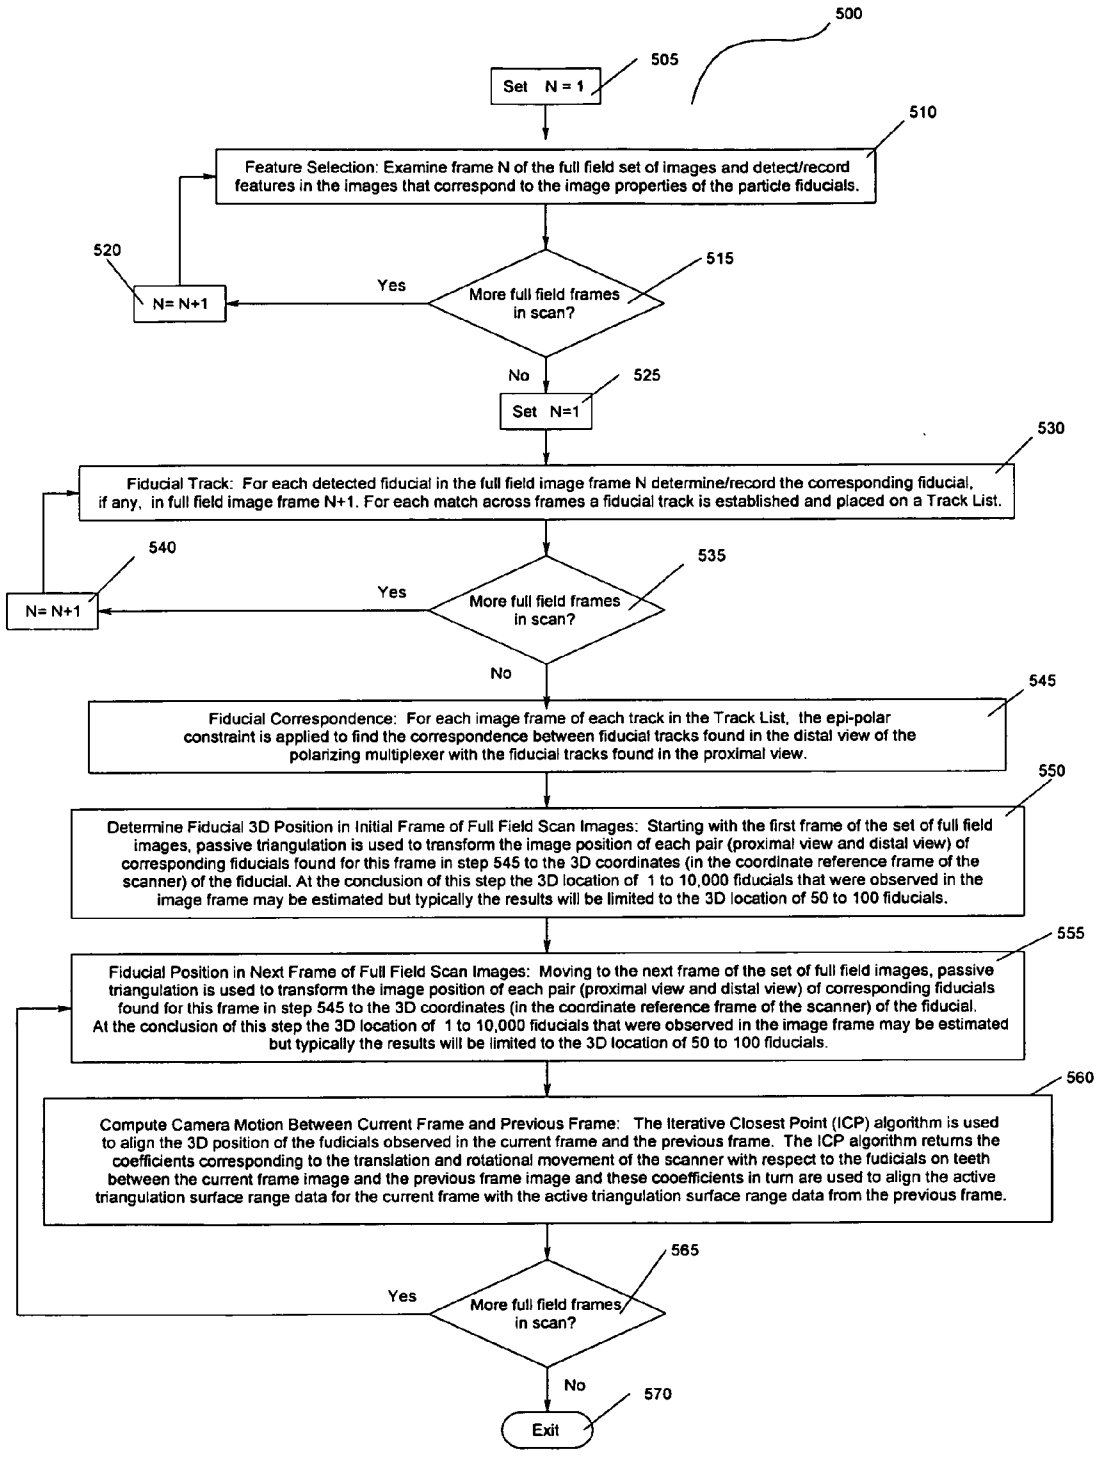 500
505
Set N = 1
510
Feature Selection: Examine frame N of the full field set of images and detect/record
features in the images that correspond to the image properties of the particle fiducials.
520
515
Yes
More full field frames
in scan?
N= N+1
No
525
Set N=1
530
Fiducial Track: For each detected fiducial in the full field image frame N determine/record the corresponding fiducial,
if any, in full field image frame N+1. For each match across frames a fiducial track is established and placed on a Track List.
540
535
Yes
More full field frames
in scan?
N= N+1
No
545
Fiducial Correspondence: For each image frame of each track in the Track List, the epi-polar
constraint is applied to find the correspondence between fiducial tracks found in the distal view of the
polarizing multiplexer with the fiducial tracks found in the proximal view.
550
Determine Fiducial 3D Position in Initial Frame of Full Field Scan Images: Starting with the first frame of the set of full field
images, passive triangulation is used to transform the image position of each pair (proximal view and distal view) of
corresponding fiducials found for this frame in step 545 to the 3D coordinates (in the coordinate reference frame of the
scanner) of the fiducial. At the conclusion of this step the 3D location of 1 to 10,000 fiducials that were observed in the
image frame may be estimated but typically the results will be limited to the 3D location of 50 to 100 fiducials.
555
Fiducial Position in Next Frame of Full Field Scan Images: Moving to the next frame of the set of full field images, passive
triangulation is used to transform the image position of each pair (proximal view and distal view) of corresponding fiducials
found for this frame in step 545 to the 3D coordinates (in the coordinate reference frame of the scanner) of the fiducial.
At the conclusion of this step the 3D location of 1 to 10,000 fiducials that were observed in the image frame may be estimated
but typically the results will be limited to the 3D location of 50 to 100 fiducials.
560
Compute Camera Motion Between Current Frame and Previous Frame: The Iterative Closest Point (ICP) algorithm is used
to align the 3D position of the fudicials observed in the current frame and the previous frame. The ICP algorithm returns the
coefficients corresponding to the translation and rotational movement of the scanner with respect to the fudicials on teeth
between the current frame image and the previous frame image and these cooefficients in turn are used to align the active
triangulation surface range data for the current frame with the active triangulation surface range data from the previous frame.
565
Yes
More full field frames
in scan?
No
570
Exit